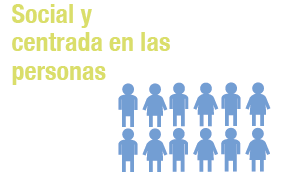 Social y
centrada en las
personas